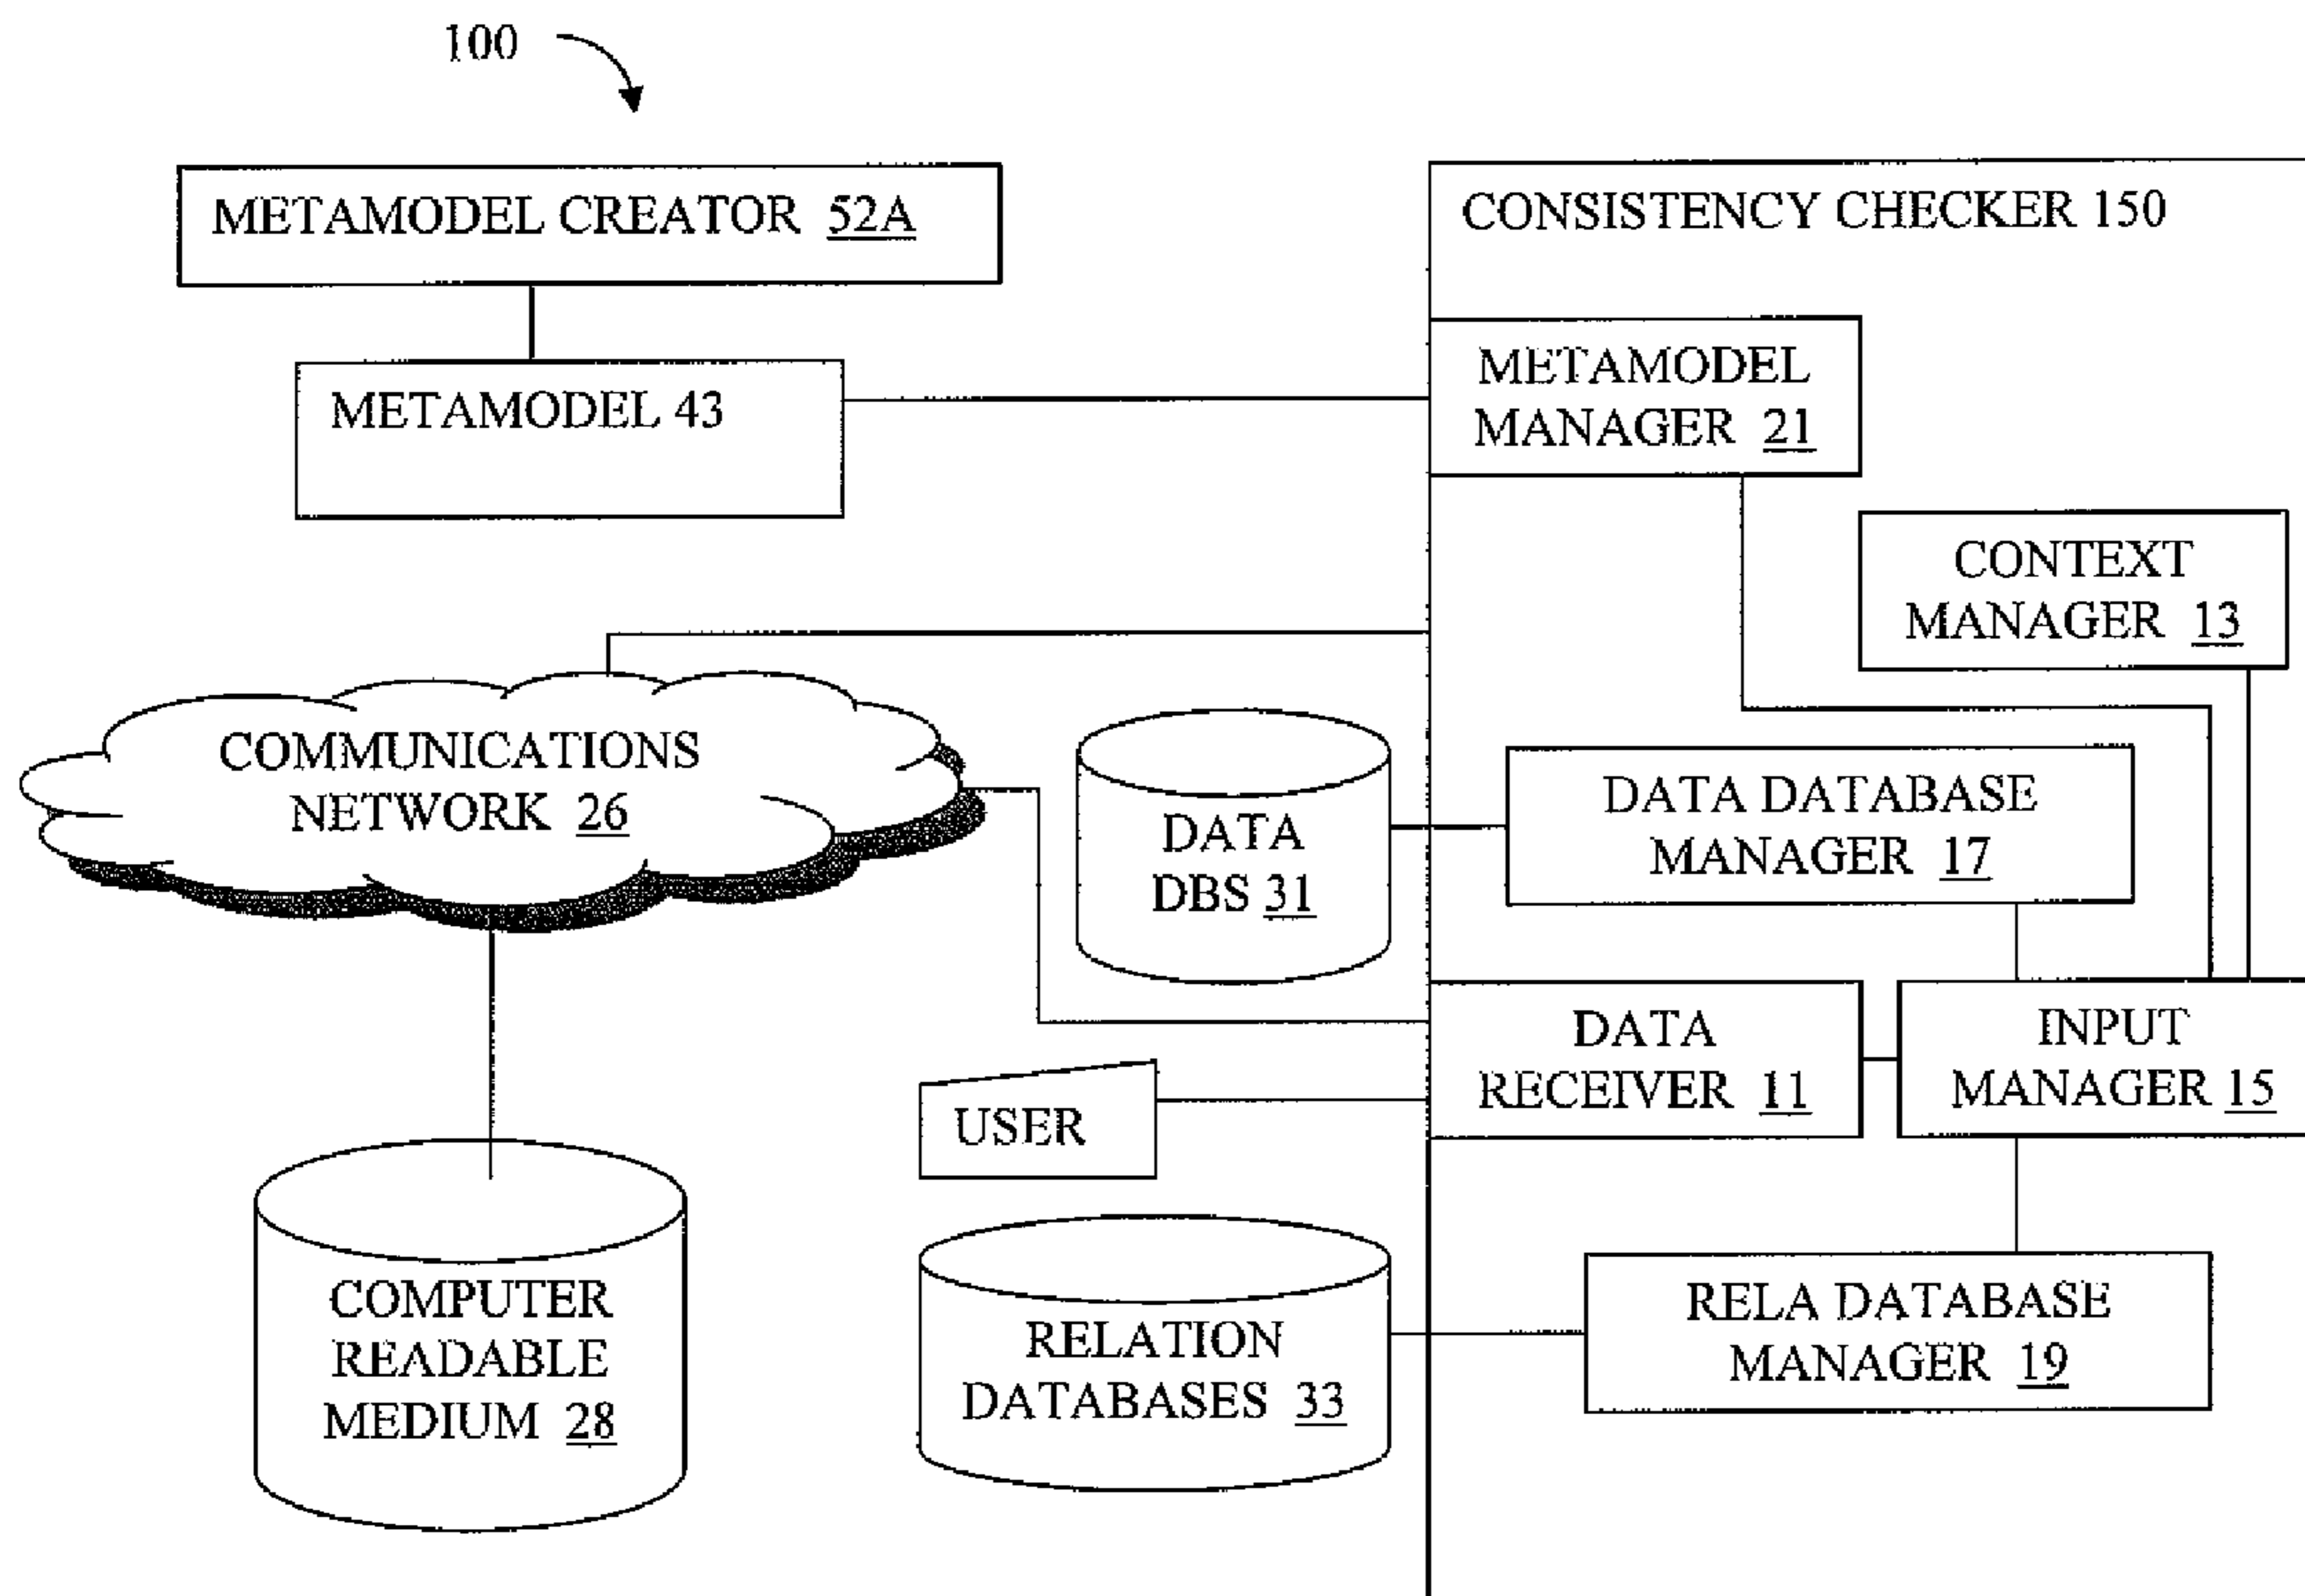 100
METAMODEL CREATOR 52A
METAMODEL 43
CONSISTENCY CHECKER 150
METAMODEL
MANAGER 21
CONTEXT
MANAGER 13
COMMUNICATIONS
NETWORK 26
DATA
DBS 31
DATA DATABASE
MANAGER 17
DATA
RECEIVER 11
INPUT
MANAGER 15
USER
COMPUTER
READABLE
MEDIUM 28
RELATION
DATABASES 33
RELA DATABASE
MANAGER 19